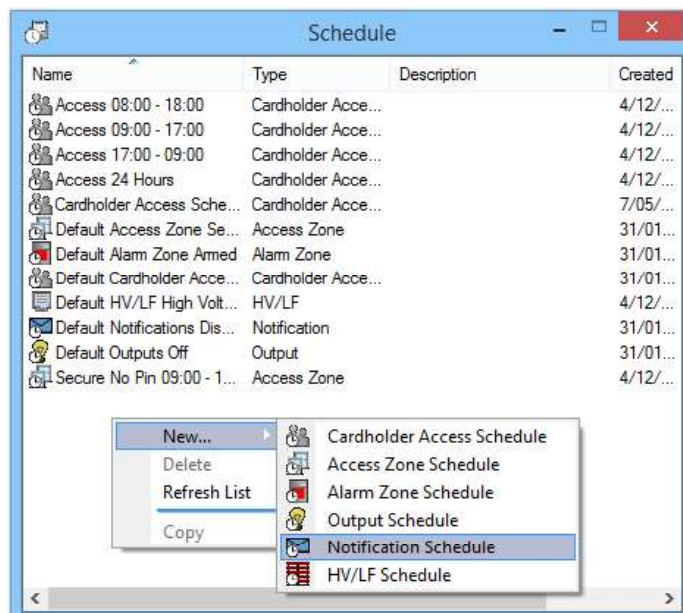 Schedule
Name Type Description Created
Access 08:00 - 18:00 Cardholder Acce... 4/12/...
Access 09:00 - 17:00 Cardholder Acce... 4/12/...
Access 17:00 - 09:00 Cardholder Acce... 4/12/...
Access 24 Hours Cardholder Acce... 4/12/...
Cardholder Access Sche... Cardholder Acce... 7/05/...
Default Access Zone Se... Access Zone 31/01...
Default Alarm Zone Armed Alarm Zone 31/01...
Default Cardholder Acce... Cardholder Acce... 31/01...
Default HV/LF High Volt... HV/LF 4/12/...
Default Notifications Dis... Notification 31/01...
Default Outputs Off Output 31/01...
Secure No Pin 09:00 - 1... Access Zone 4/12/...
New...
Delete
Refresh List
Copy
Cardholder Access Schedule
Access Zone Schedule
Alarm Zone Schedule
Output Schedule
Notification Schedule
HV/LF Schedule